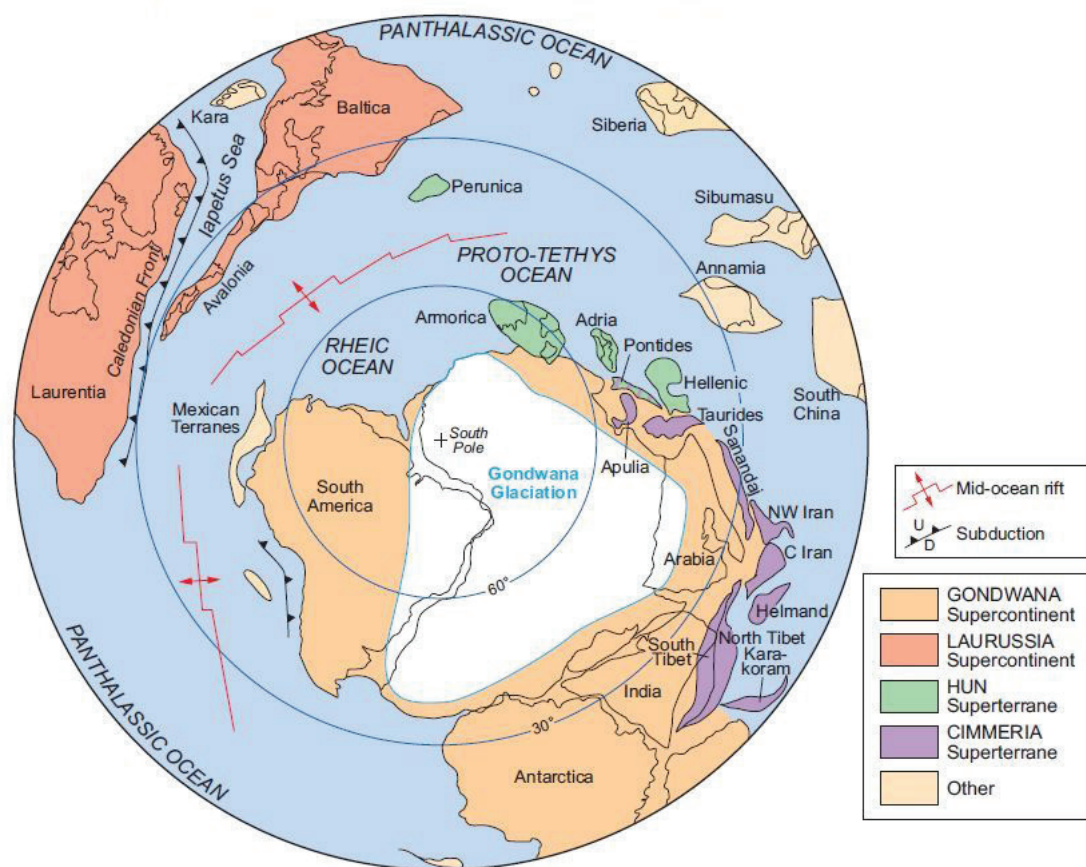 PANTHALASSIC OCEAN
Kara
Baltica
Siberia
Iapetus Sea
Perunica
Sibumasu
PROTO-TETHYS
OCEAN
Annamia
Avalonia
Caledonian Front
Armorica
Adria
Pontides
RHEIC
OCEAN
Laurentia
Hellenic
Mexican
Terranes
Taurides
South
China
South
Pole
Sanandaj
Gondwana
Glaciation
Apulia
South
America
NW Iran
C Iran
Arabia
60°
Helmand
South
Tibet
North Tibet
Kara-
koram
India
30°
PANTHALASSIC OCEAN
Antarctica
Mid-ocean rift
U
D
Subduction
GONDWANA
Supercontinent
LAURUSSIA
Supercontinent
HUN
Superterrane
CIMMERIA
Superterrane
Other